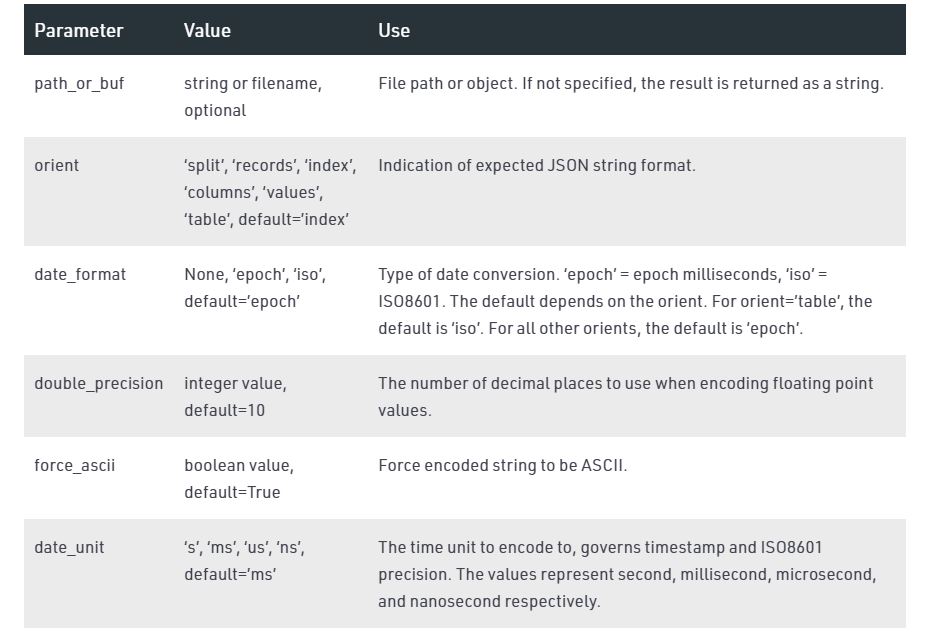 Parameter Value Use
path_or_buf string or filename, File path or object. If not specified, the result is returned as a string.
optional
orient ‘split’, ‘records’, ‘index’, Indication of expected JSON string format.
‘columns’, ‘values’,
‘table’, default=’index’
date_format None, ‘epoch’, ‘iso’, Type of date conversion. ‘epoch’ = epoch milliseconds, ‘iso’ =
default=’epoch’ ISO8601. The default depends on the orient. For orient=’table’, the
default is ‘iso’. For all other orients, the default is ‘epoch’.
double_precision integer value, The number of decimal places to use when encoding floating point
default=10 values.
force_ascii boolean value, Force encoded string to be ASCII.
default=True
date_unit ‘s’, ‘ms’, ‘us’, ‘ns’, The time unit to encode to, governs timestamp and ISO8601
default=’ms’ precision. The values represent second, millisecond, microsecond,
and nanosecond respectively.